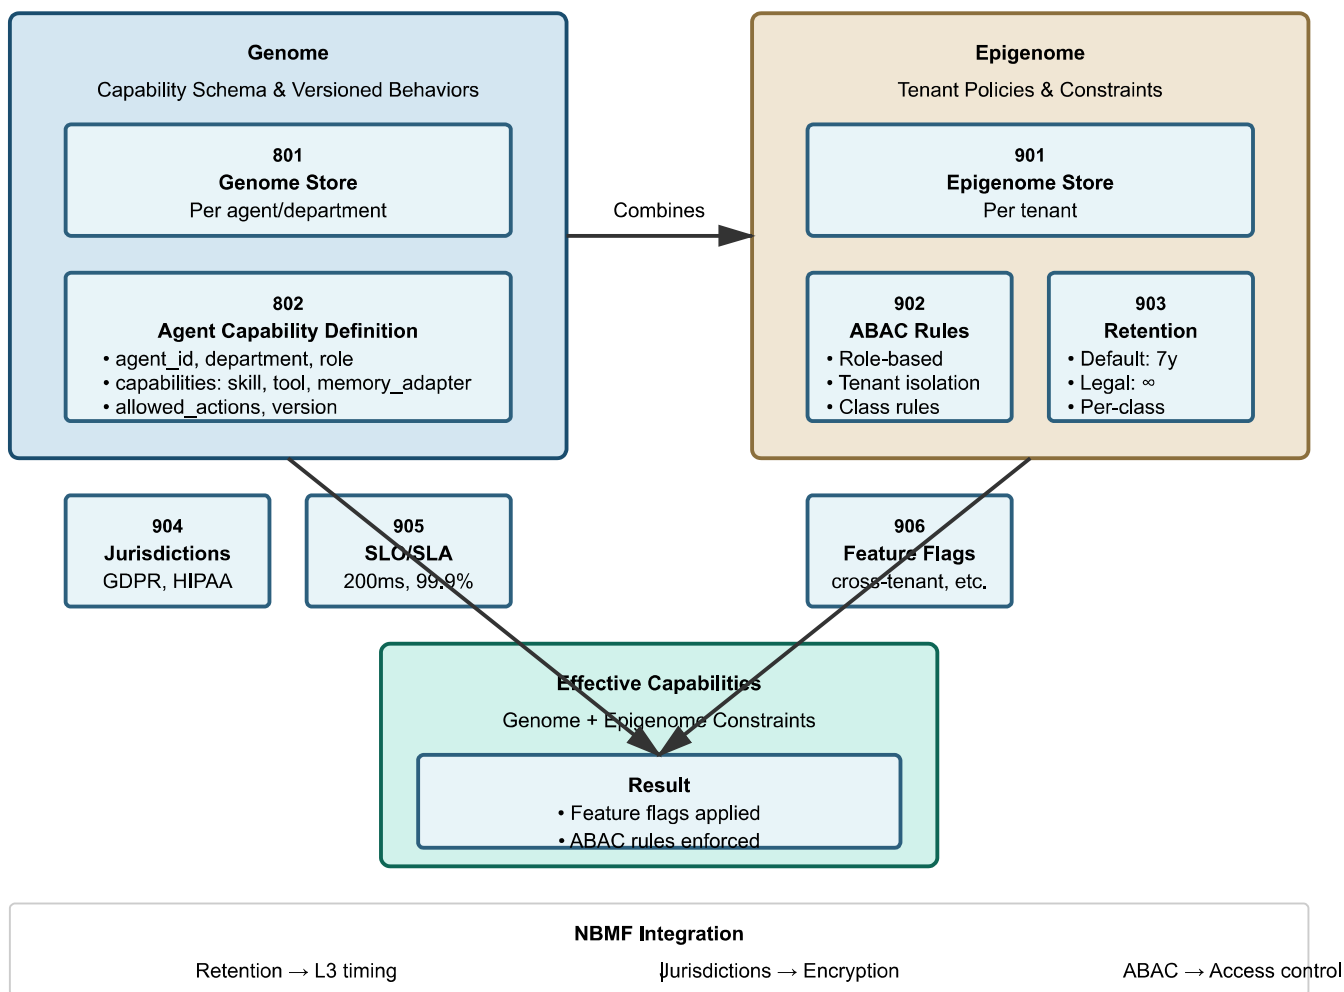 Genome
Capability Schema & Versioned Behaviors
801
Genome Store
Per agent/department
802
Agent Capability Definition
• agent_id, department, role
• capabilities: skill, tool, memory_adapter
• allowed_actions, version
Combines
Epigenome
Tenant Policies & Constraints
901
Epigenome Store
Per tenant
902
ABAC Rules
• Role-based
• Tenant isolation
• Class rules
903
Retention
• Default: 7y
• Legal: ∞
• Per-class
904
Jurisdictions
GDPR, HIPAA
905
SLO/SLA
200ms, 99.9%
906
Feature Flags
cross-tenant, etc.
Effective Capabilities
Genome + Epigenome Constraints
Result
• Feature flags applied
• ABAC rules enforced
NBMF Integration
Retention → L3 timing
Jurisdictions → Encryption
ABAC → Access control